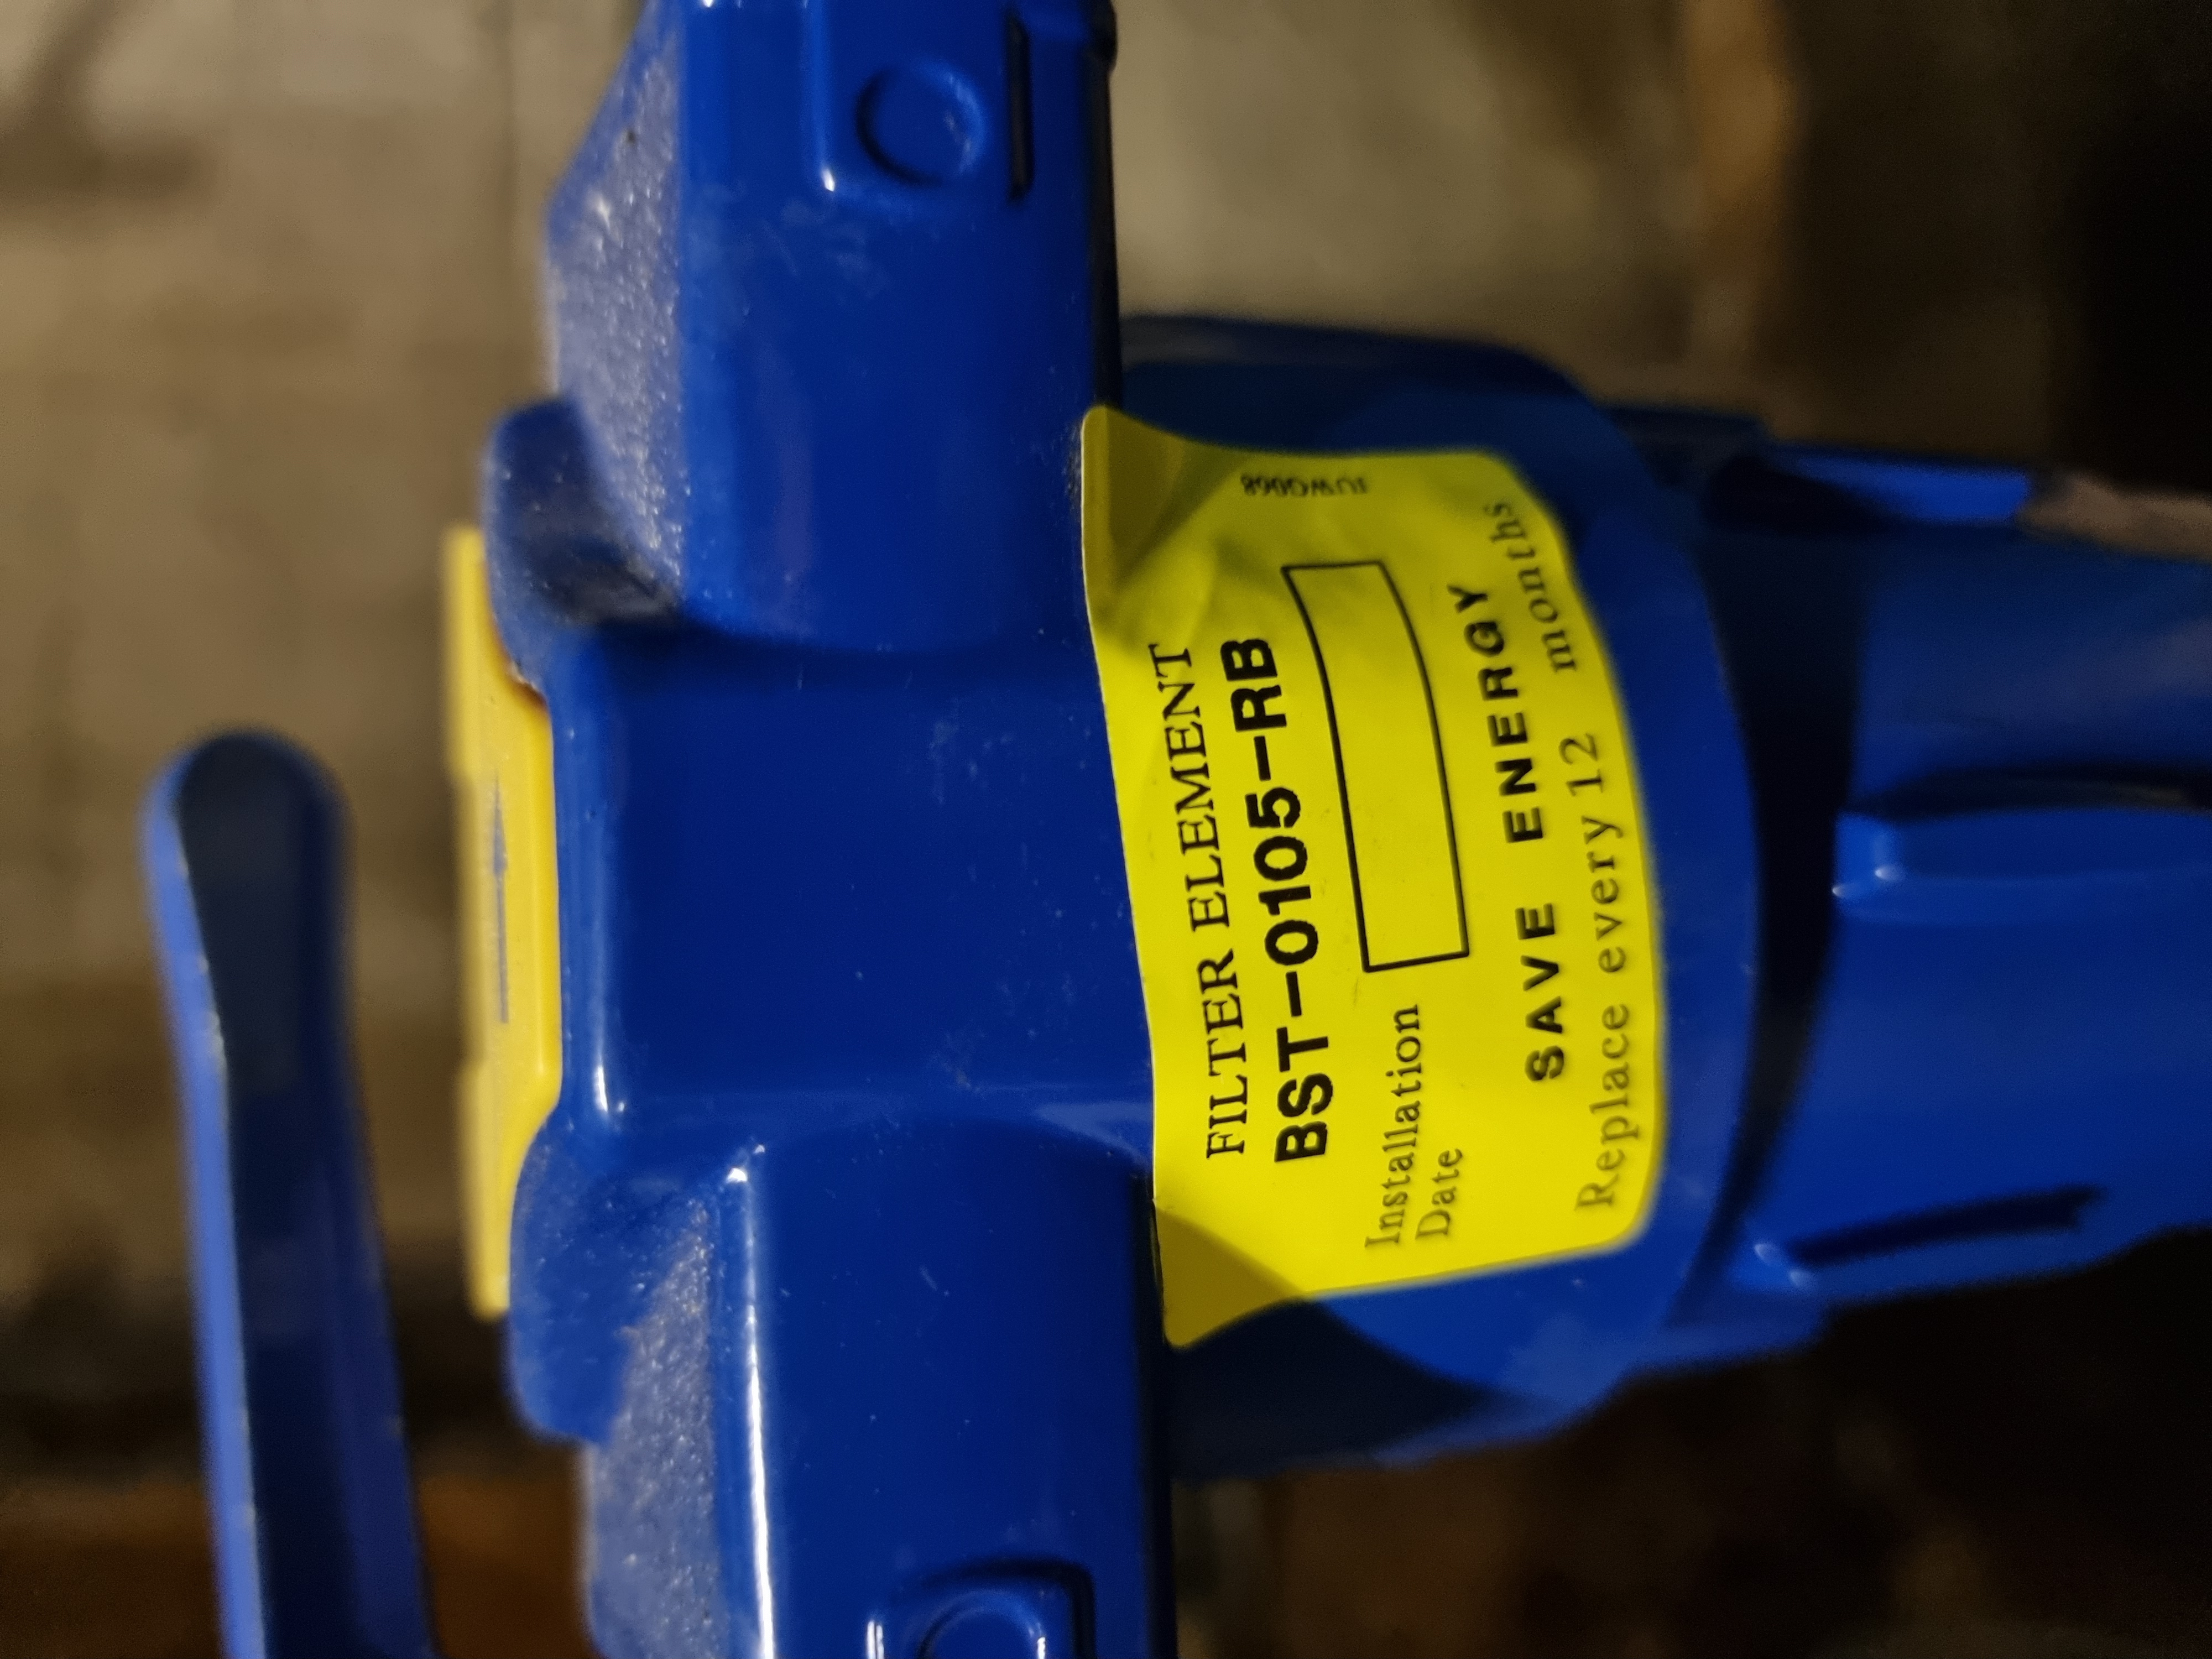 FILTER ELEMENT
BST-0105-RB
Installation
Date
SAVE ENERGY
Replace every 12 months